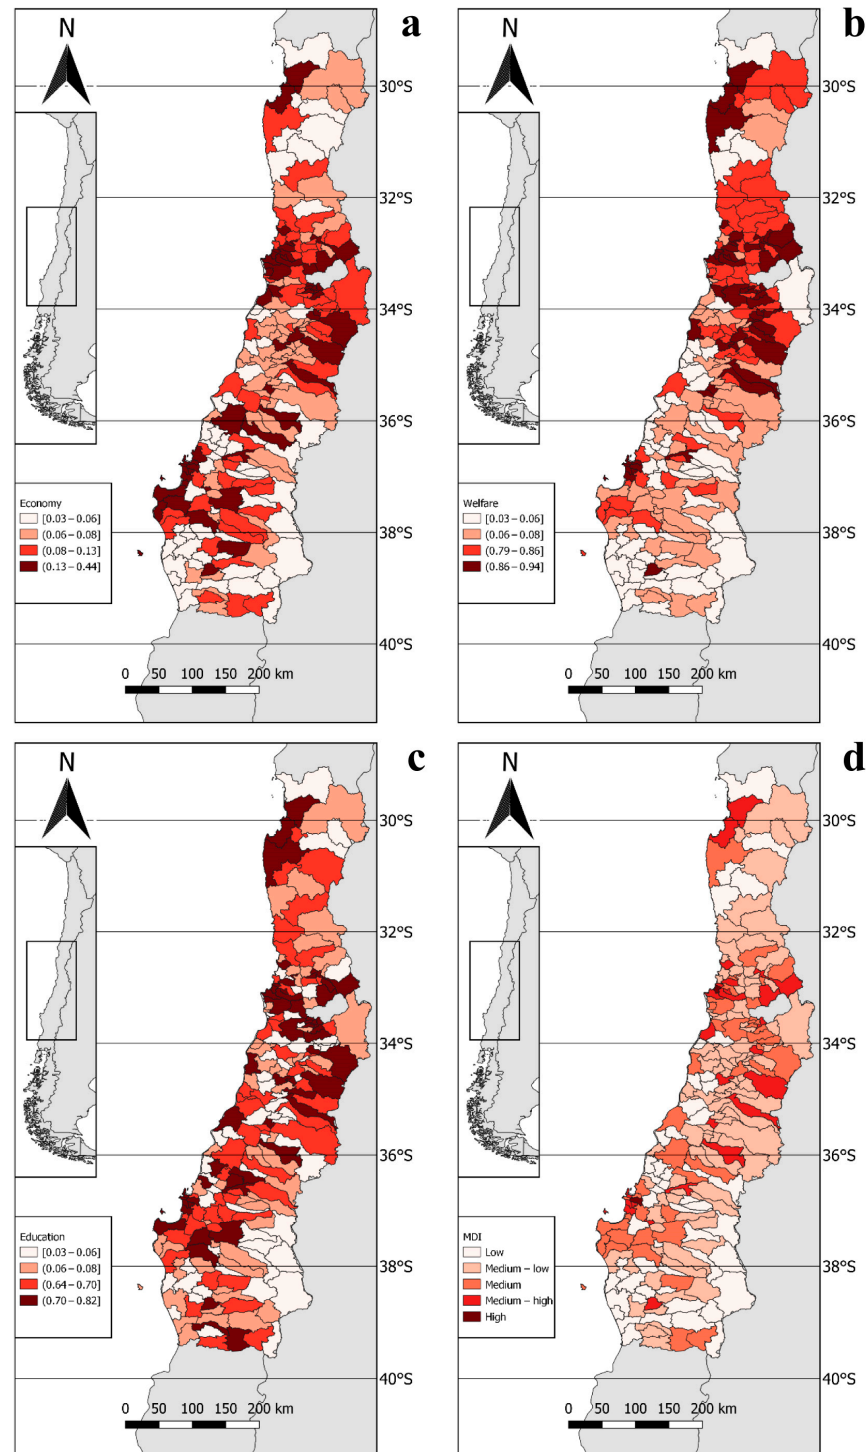 N
a
30°S
32°S
34°S
36°S
38°S
40°S
Economy
[0.03 – 0.06]
(0.06 – 0.08]
(0.08 – 0.13]
(0.13 – 0.44]
0 50 100 150 200 km
N
b
30°S
32°S
34°S
36°S
38°S
40°S
Welfare
[0.03 – 0.06]
(0.06 – 0.08]
(0.79 – 0.86]
(0.86 – 0.94]
0 50 100 150 200 km
N
c
30°S
32°S
34°S
36°S
38°S
40°S
Education
[0.03 – 0.06]
(0.06 – 0.08]
(0.64 – 0.70]
(0.70 – 0.82]
0 50 100 150 200 km
N
d
30°S
32°S
34°S
36°S
38°S
40°S
MDI
Low
Medium – low
Medium
Medium – high
High
0 50 100 150 200 km